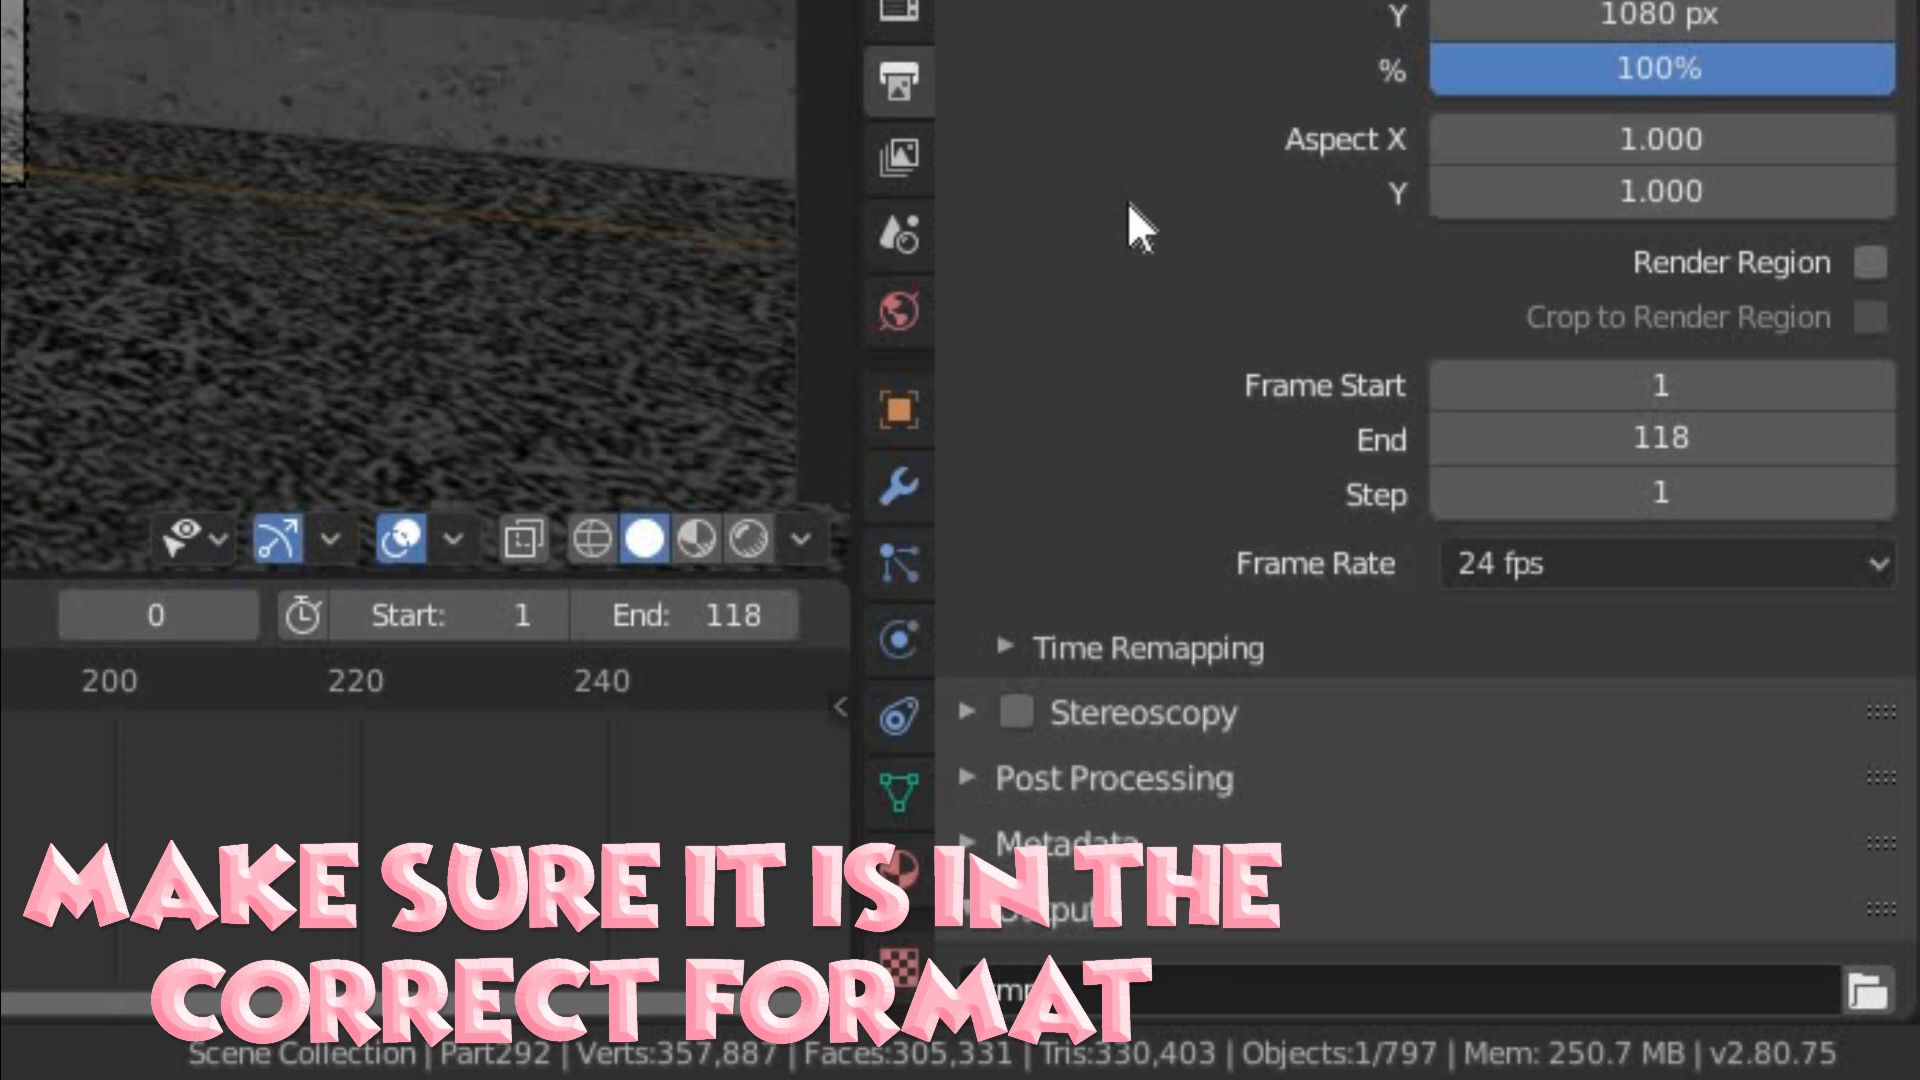 Y 1080 px
% 100%
Aspect X 1.000
Y 1.000
Render Region
Crop to Render Region
Frame Start 1
End 118
Step 1
Frame Rate 24 fps
0 Start: 1 End: 118
200 220 240
Time Remapping
Stereoscopy
Post Processing
Metadata
Output
MAKE SURE IT IS IN THE
CORRECT FORMAT
Scene Collection | Part292 | Verts:357,887 | Faces:305,331 | Tris:330,403 | Objects:1/797 | Mem: 250.7 MB | v2.80.75